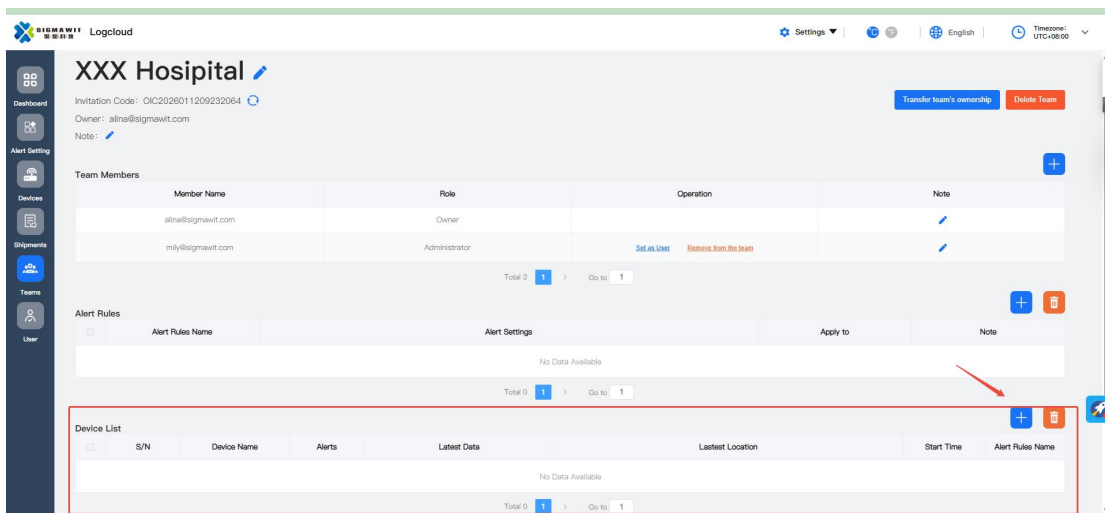 SIGMAWIT Logcloud
Settings
°C °F
English
Timezone:
UTC+08:00
XXX Hosipital
Dashboard
Invitation Code: OIC2026011209232064
Transfer team's ownership Delete Team
Owner: alina@sigmawit.com
Note:
Alert Setting
Team Members
Devices
Member Name Role Operation Note
alina@sigmawit.com Owner
Shipments
mily@sigmawit.com Administrator Set as User Remove from the team
Total 2 1 > Go to 1
Teams
Alert Rules
User
Alert Rules Name Alert Settings Apply to Note
No Data Available
Total 0 1 > Go to 1
Device List
S/N Device Name Alerts Latest Data Lastest Location Start Time Alert Rules Name
No Data Available
Total 0 1 > Go to 1